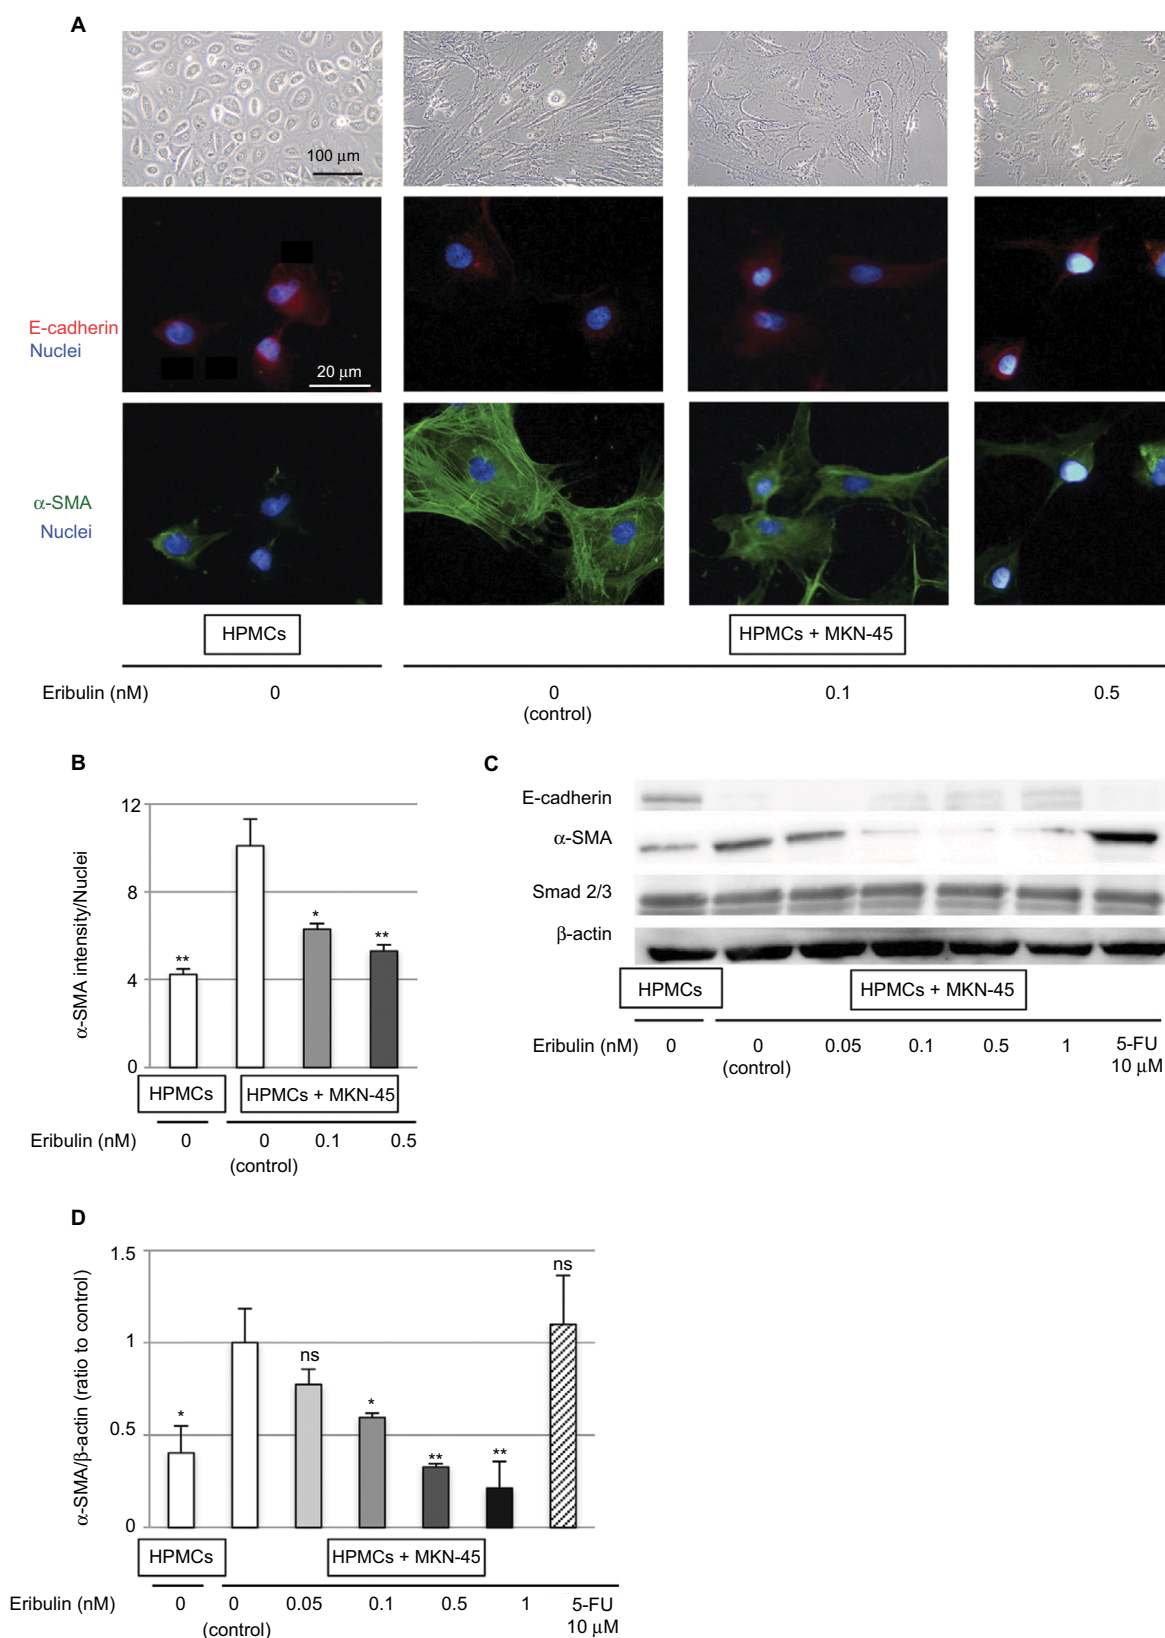 A
100 µm
E-cadherin
Nuclei
20 µm
α-SMA
Nuclei
HPMCs
HPMCs + MKN-45
Eribulin (nM) 0 0 0.1 0.5
(control)
B
12
8
4
0
α-SMA intensity/Nuclei
** * **
HPMCs
HPMCs + MKN-45
Eribulin (nM) 0 0 0.1 0.5
(control)
C
E-cadherin
α-SMA
Smad 2/3
β-actin
HPMCs
HPMCs + MKN-45
Eribulin (nM) 0 0 0.05 0.1 0.5 1 5-FU
(control) 10 µM
D
1.5
1
0.5
0
α-SMA/β-actin (ratio to control)
* ns * ** ** ns
HPMCs
HPMCs + MKN-45
Eribulin (nM) 0 0 0.05 0.1 0.5 1 5-FU
(control) 10 µM